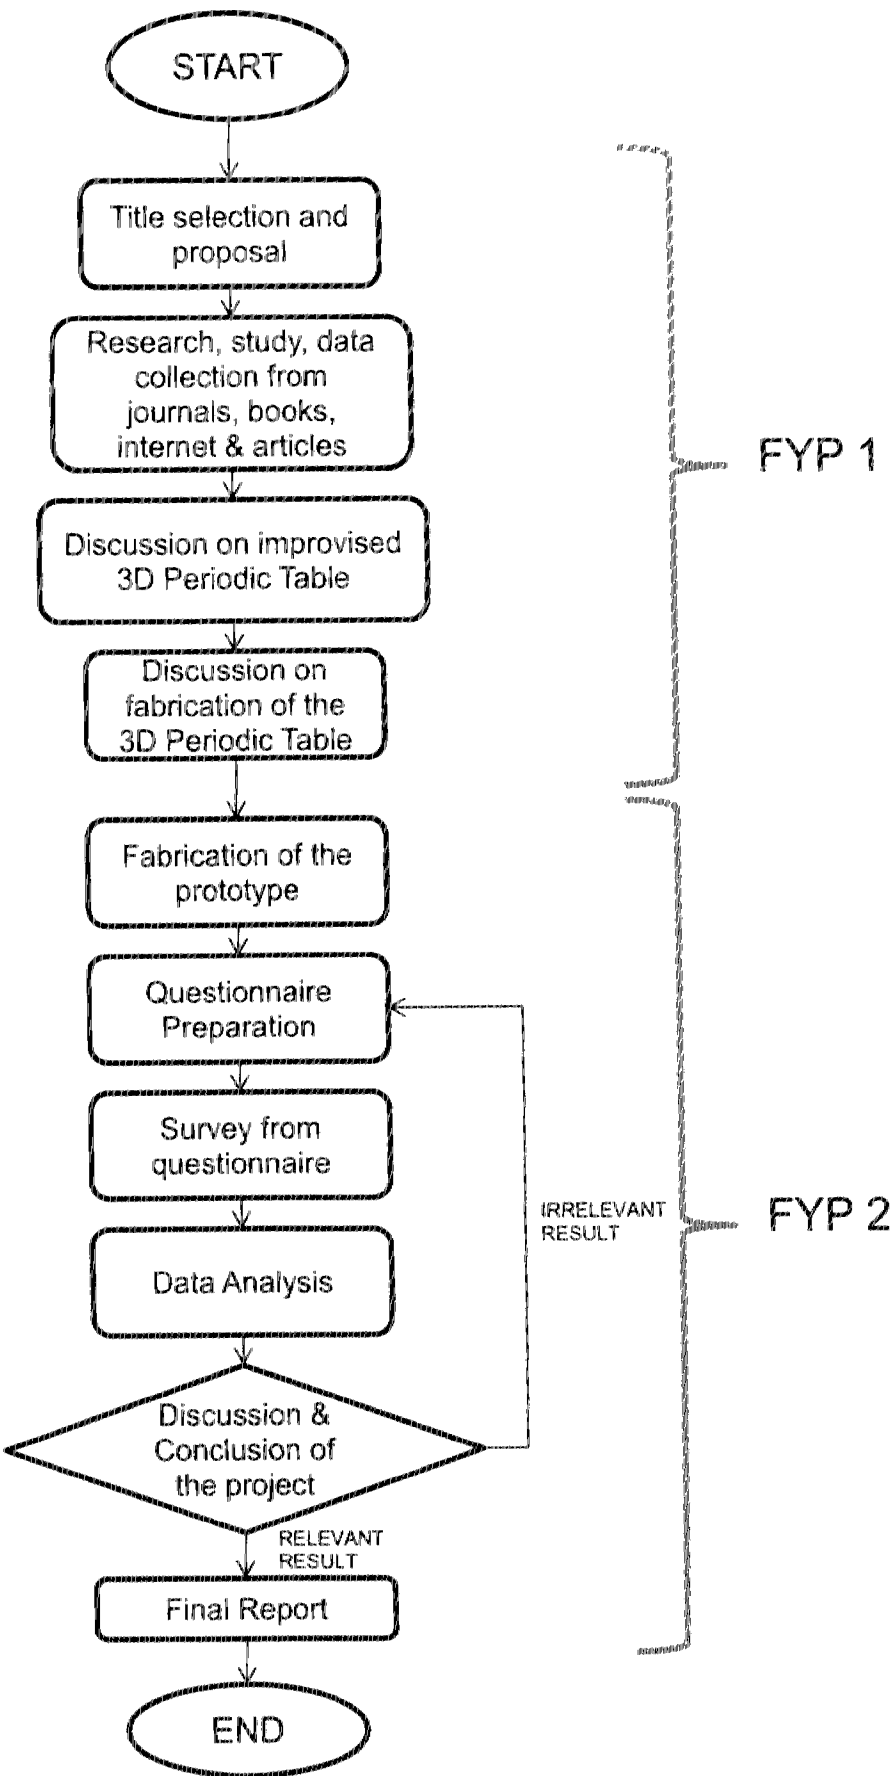 START
Title selection and
proposal
Research, study, data
collection from
journals, books,
internet & articles
FYP 1
Discussion on improvised
3D Periodic Table
Discussion on
fabrication of the
3D Periodic Table
Fabrication of the
prototype
Questionnaire
Preparation
Survey from
questionnaire
IRRELEVANT
RESULT
FYP 2
Data Analysis
Discussion &
Conclusion of
the project
RELEVANT
RESULT
Final Report
END